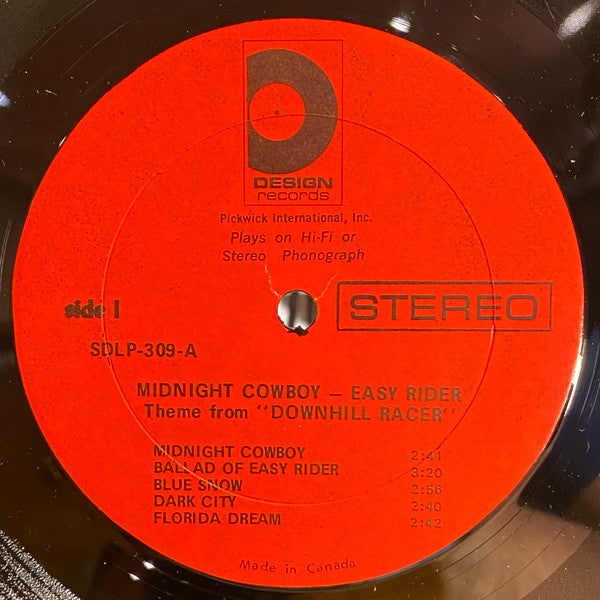 DESIGN
records
Pickwick International, Inc.
Plays on Hi-Fi or
Stereo Phonograph
side 1
STEREO
SDLP-309-A
MIDNIGHT COWBOY — EASY RIDER
Theme from "DOWNHILL RACER"
MIDNIGHT COWBOY 2:41
BALLAD OF EASY RIDER 3:20
BLUE SNOW 2:56
DARK CITY 2:40
FLORIDA DREAM 2:42
Made in Canada